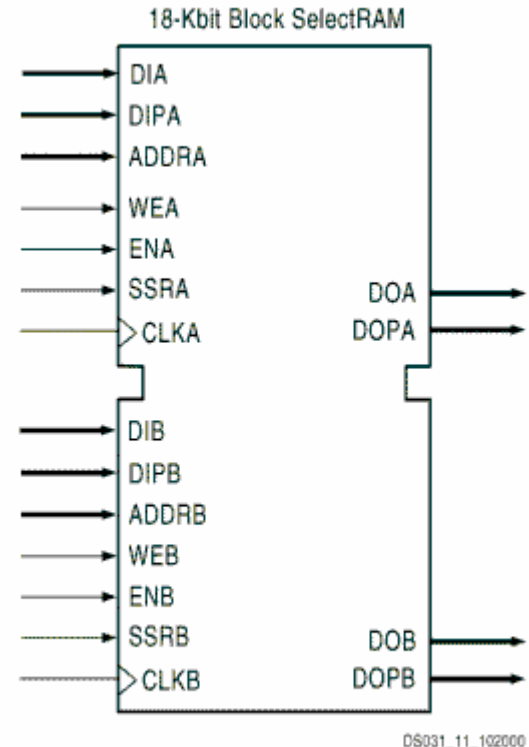 18-Kbit Block SelectRAM
DIA
DIPA
ADDRA
WEA
ENA
SSRA
DOA
CLKA
DOPA
DIB
DIPB
ADDRB
WEB
ENB
SSRB
DOB
CLKB
DOPB
DS031_11_102000